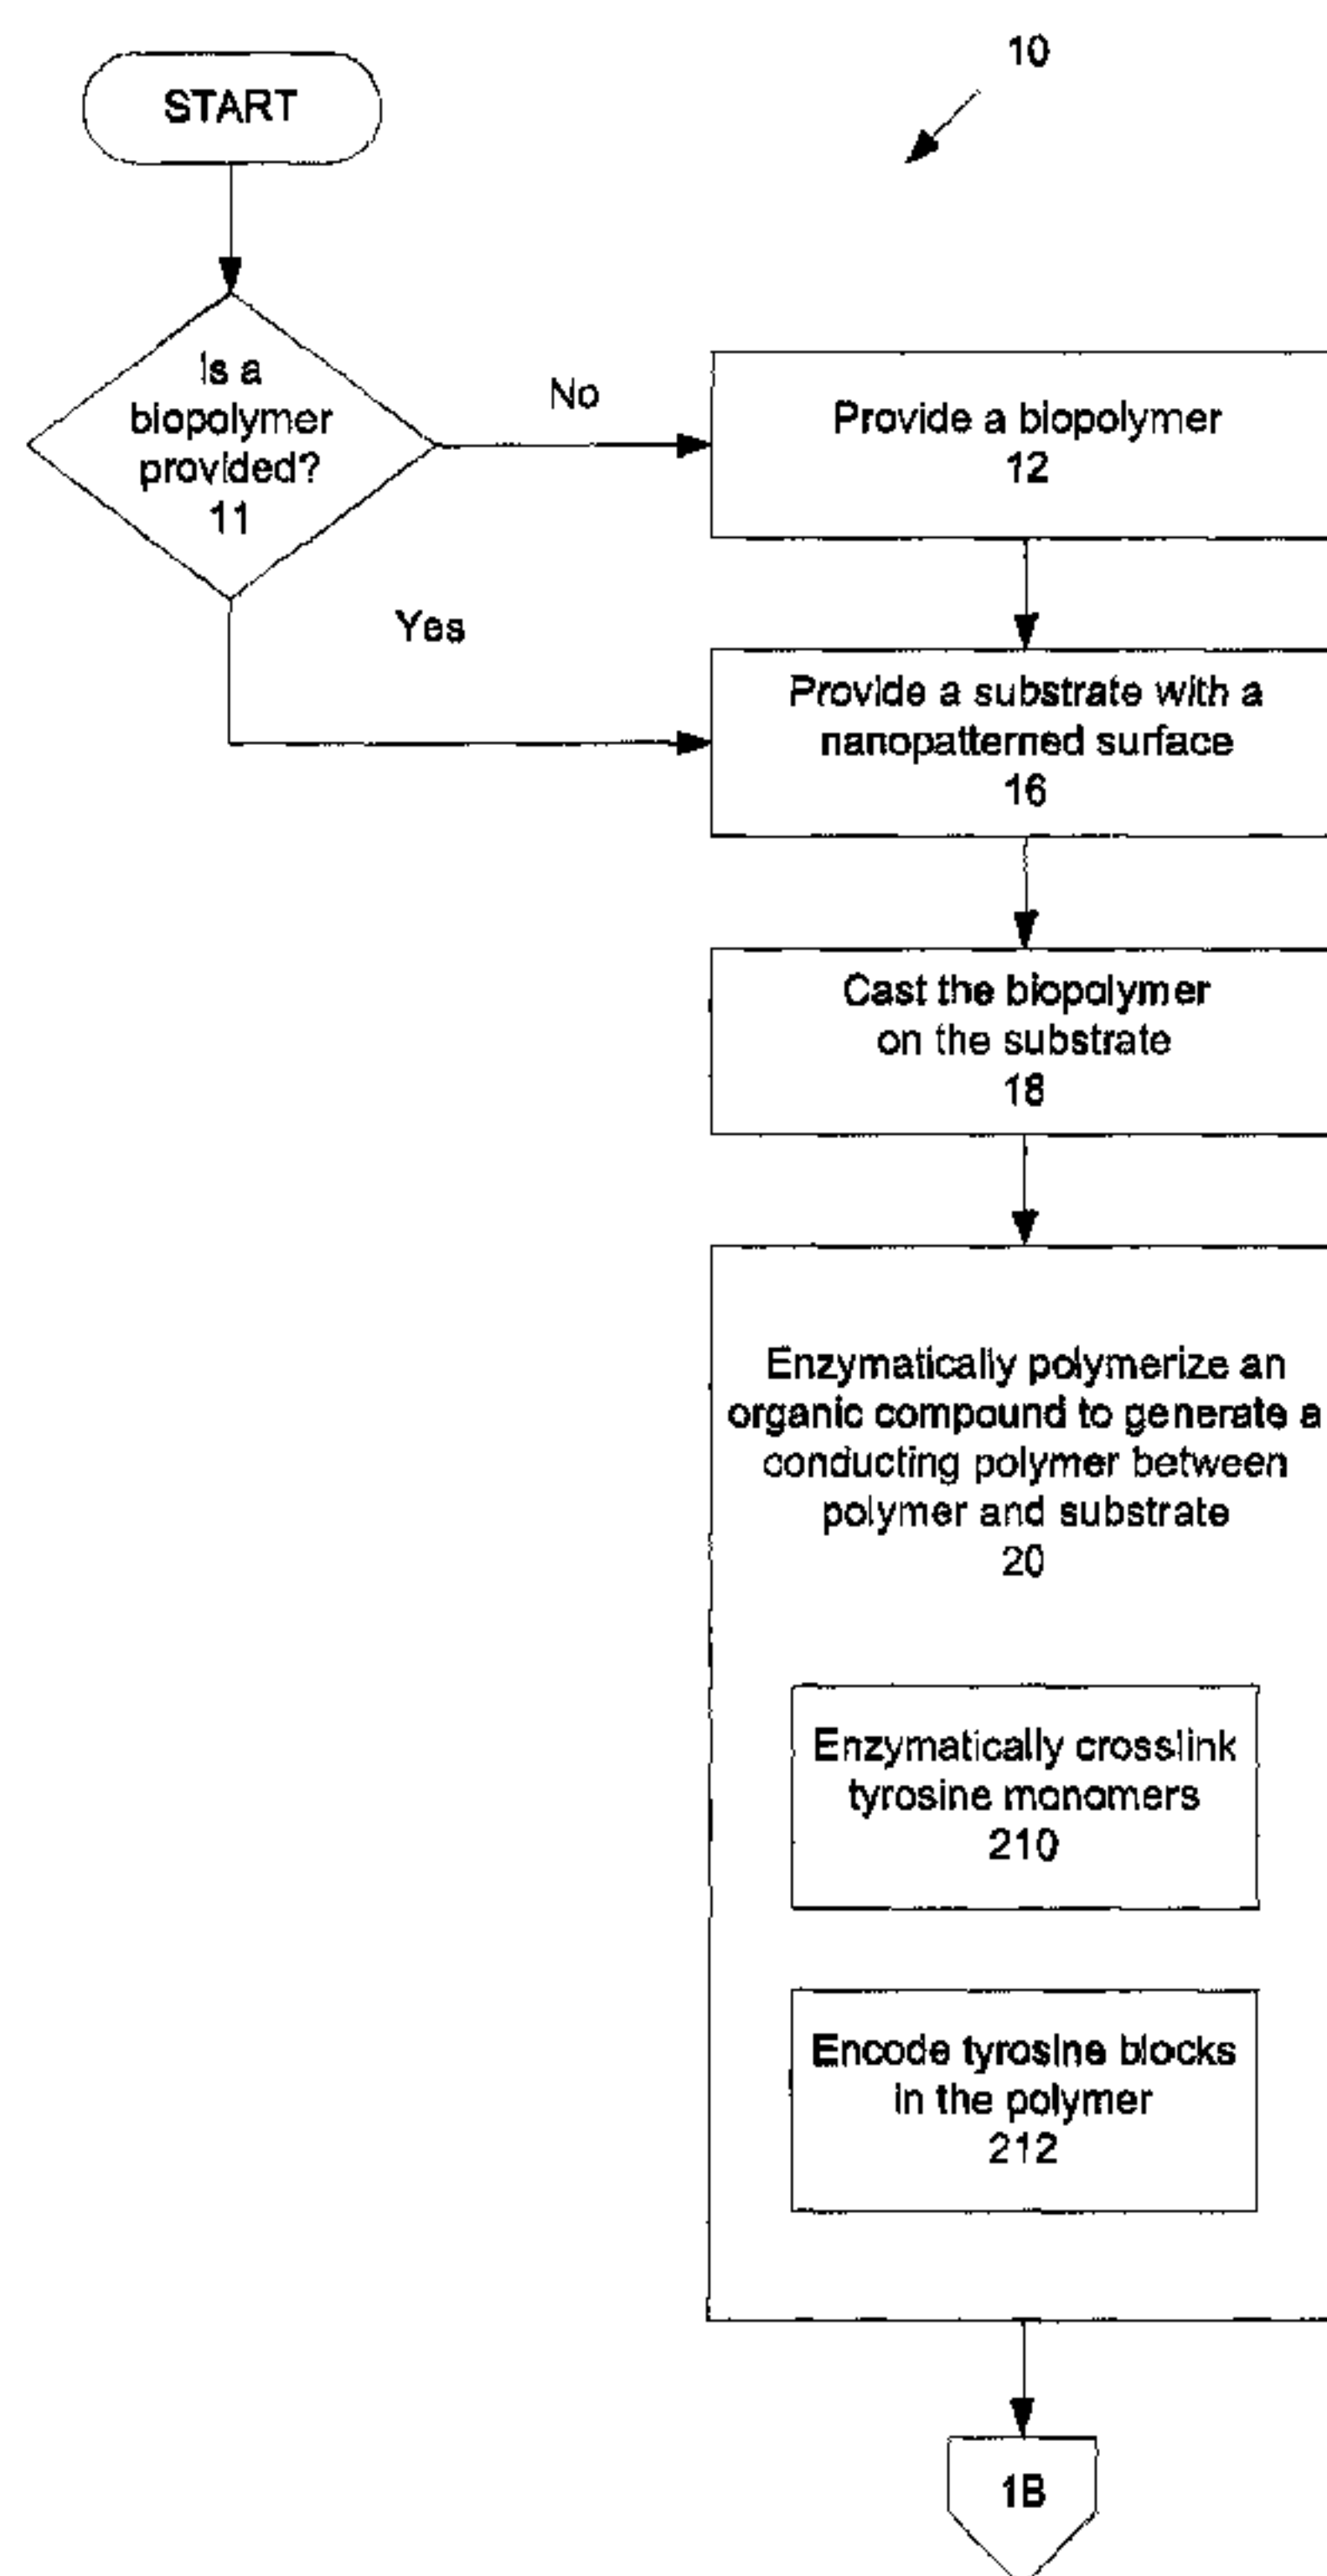 10
START
Is a
biopolymer
provided?
11
No
Provide a biopolymer
12
Yes
Provide a substrate with a
nanopatterned surface
16
Cast the biopolymer
on the substrate
18
Enzymatically polymerize an
organic compound to generate a
conducting polymer between
polymer and substrate
20
Enzymatically crosslink
tyrosine monomers
210
Encode tyrosine blocks
in the polymer
212
1B